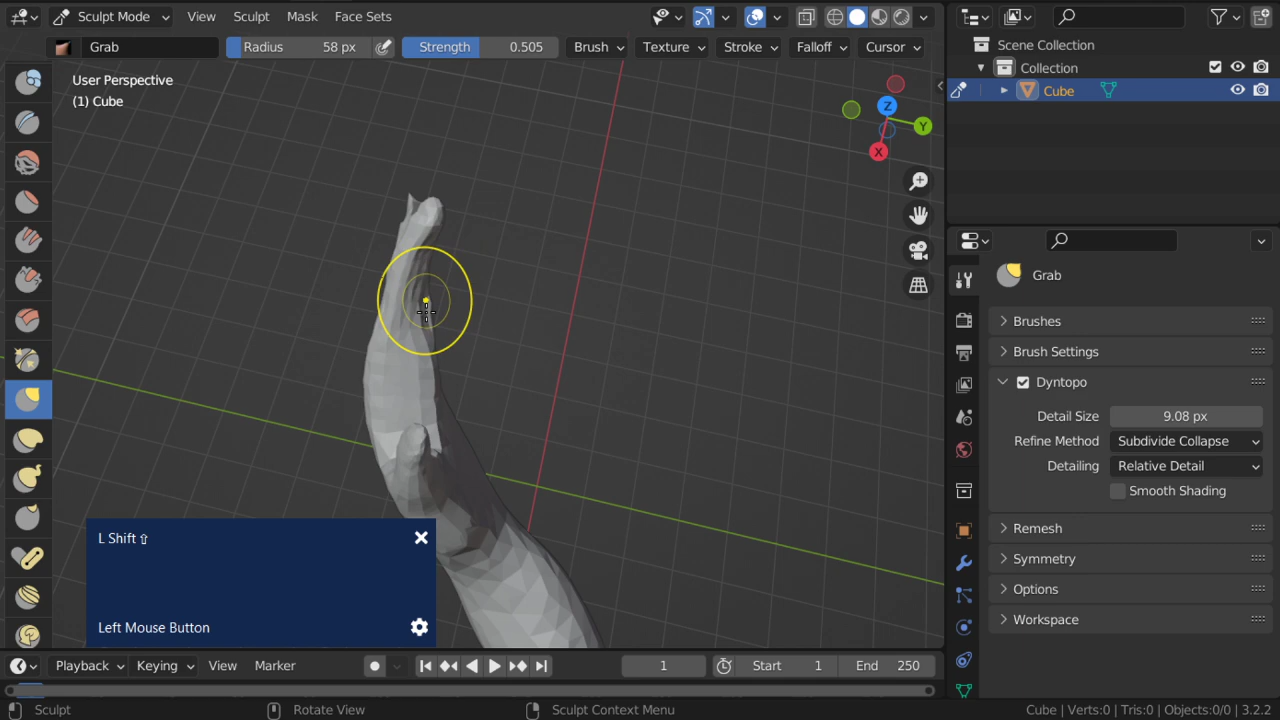 Sculpt Mode View Sculpt Mask Face Sets
Grab Radius 58 px Strength 0.505 Brush Texture Stroke Falloff Cursor
User Perspective
(1) Cube
Z
Y
X
Scene Collection
Collection
Cube
Grab
Brushes
Brush Settings
Dyntopo
Detail Size 9.08 px
Refine Method Subdivide Collapse
Detailing Relative Detail
Smooth Shading
Remesh
Symmetry
Options
Workspace
L Shift ⇧
Left Mouse Button
Playback Keying View Marker 1 Start 1 End 250
Sculpt Rotate View Sculpt Context Menu Cube | Verts:0 | Tris:0 | Objects:0/0 | 3.2.2